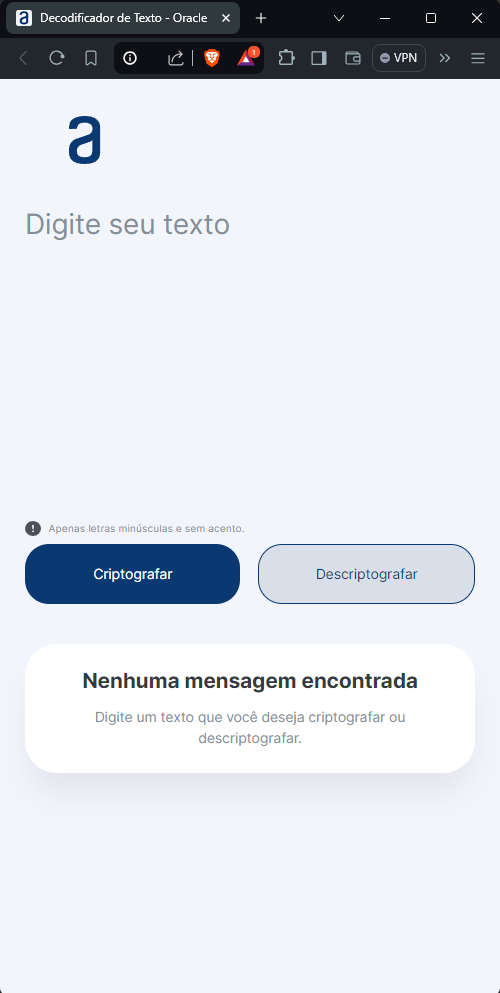 Decodificador de Texto - Oracle
1
VPN
a
Digite seu texto
Apenas letras minúsculas e sem acento.
Criptografar
Descriptografar
Nenhuma mensagem encontrada
Digite um texto que você deseja criptografar ou
descriptografar.